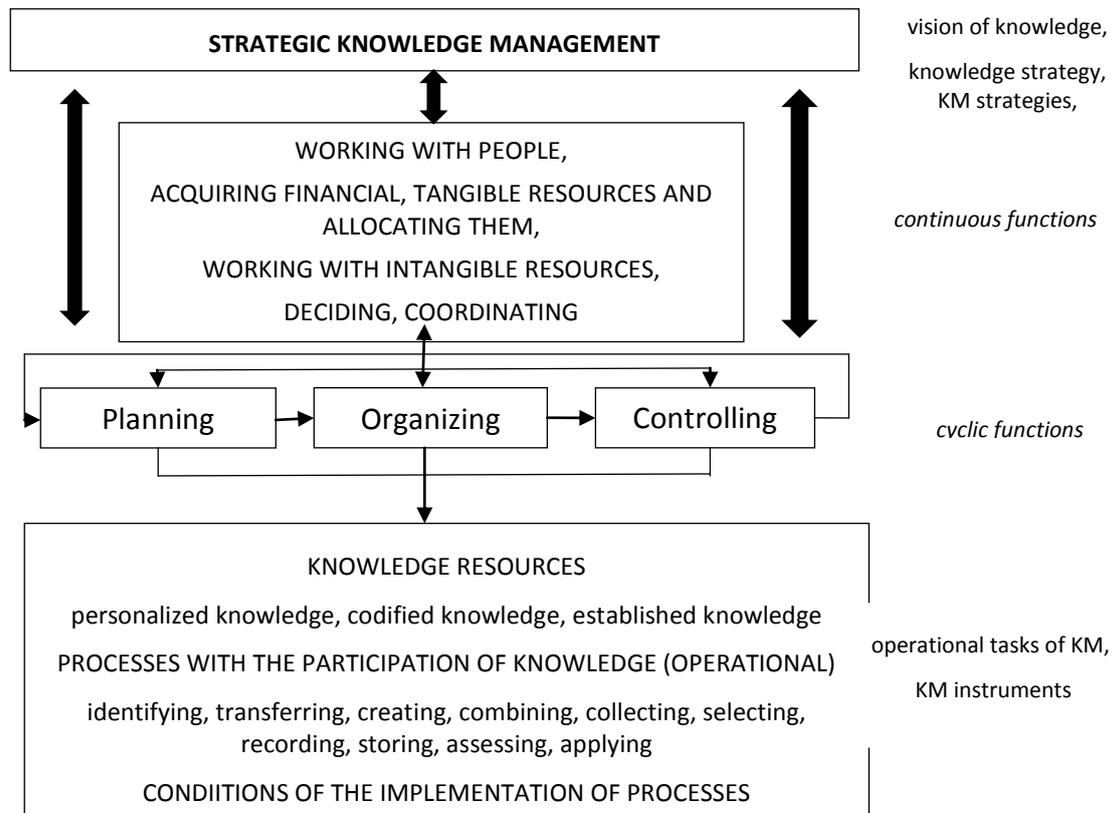 STRATEGIC KNOWLEDGE MANAGEMENT
vision of knowledge,
knowledge strategy,
KM strategies,
WORKING WITH PEOPLE,
ACQUIRING FINANCIAL, TANGIBLE RESOURCES AND
ALLOCATING THEM,
WORKING WITH INTANGIBLE RESOURCES,
DECIDING, COORDINATING
continuous functions
Planning
Organizing
Controlling
cyclic functions
KNOWLEDGE RESOURCES
personalized knowledge, codified knowledge, established knowledge
PROCESSES WITH THE PARTICIPATION OF KNOWLEDGE (OPERATIONAL)
identifying, transferring, creating, combining, collecting, selecting,
recording, storing, assessing, applying
CONDIITIONS OF THE IMPLEMENTATION OF PROCESSES
operational tasks of KM,
KM instruments